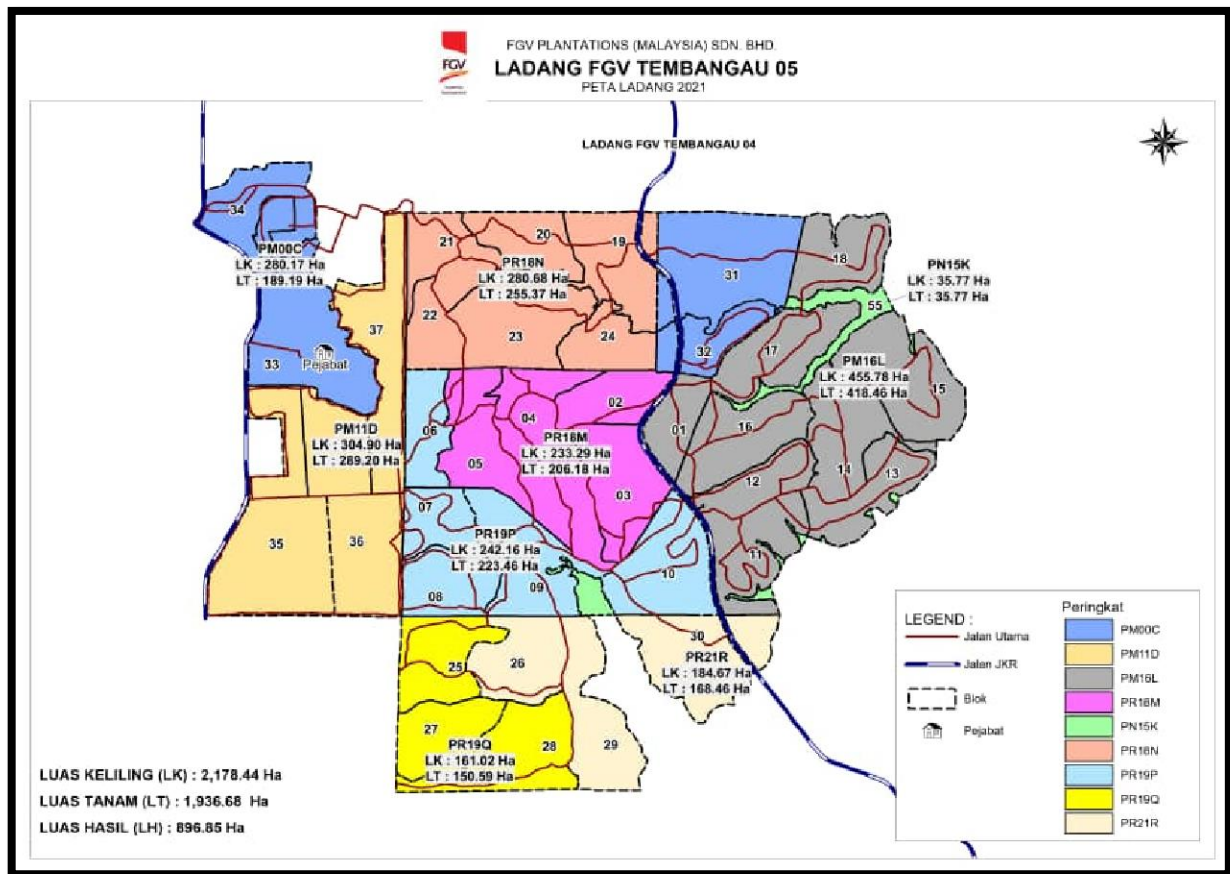 FGV PLANTATIONS (MALAYSIA) SDN. BHD.
FGV
LADANG FGV TEMBANGAU 05
PETA LADANG 2021
LADANG FGV TEMBANGAU 04
34
PM00C
LK : 280.17 Ha
LT : 189.19 Ha
33
Pejabat
37
PM11D
LK : 304.90 Ha
LT : 289.20 Ha
35
36
21
20
19
PR18N
LK : 280.68 Ha
LT : 255.37 Ha
22
23
24
31
32
18
PN15K
LK : 35.77 Ha
LT : 35.77 Ha
55
17
PM16L
LK : 455.78 Ha
LT : 418.46 Ha
15
01
16
12
14
13
11
02
04
PR18M
LK : 233.29 Ha
LT : 206.18 Ha
05
03
06
07
PR19P
LK : 242.16 Ha
LT : 223.46 Ha
08
09
10
30
PR21R
LK : 184.67 Ha
LT : 168.46 Ha
25
26
27
28
29
PR19Q
LK : 161.02 Ha
LT : 150.59 Ha
LUAS KELILING (LK) : 2,178.44 Ha
LUAS TANAM (LT) : 1,936.68 Ha
LUAS HASIL (LH) : 896.85 Ha
LEGEND :
Jalan Utama
Jalan JKR
Blok
Pejabat
Peringkat
PM00C
PM11D
PM16L
PR18M
PN15K
PR18N
PR19P
PR19Q
PR21R